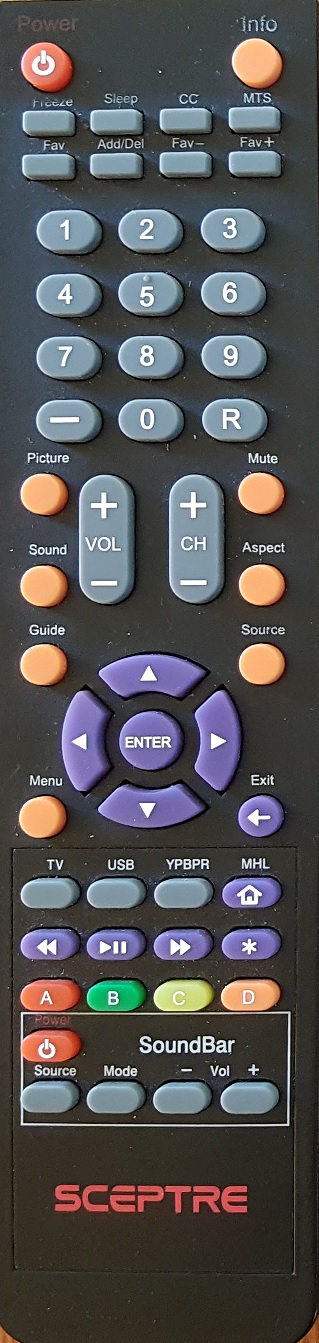 Power Info
Freeze Sleep CC MTS
Fav Add/Del Fav- Fav+
1 2 3
4 5 6
7 8 9
— 0 R
Picture Mute
+ +
VOL CH
Sound Aspect
— —
Guide Source
ENTER
Menu Exit
TV USB YPBPR MHL
*
A B C D
Power
SoundBar
Source Mode - Vol +
SCEPTRE